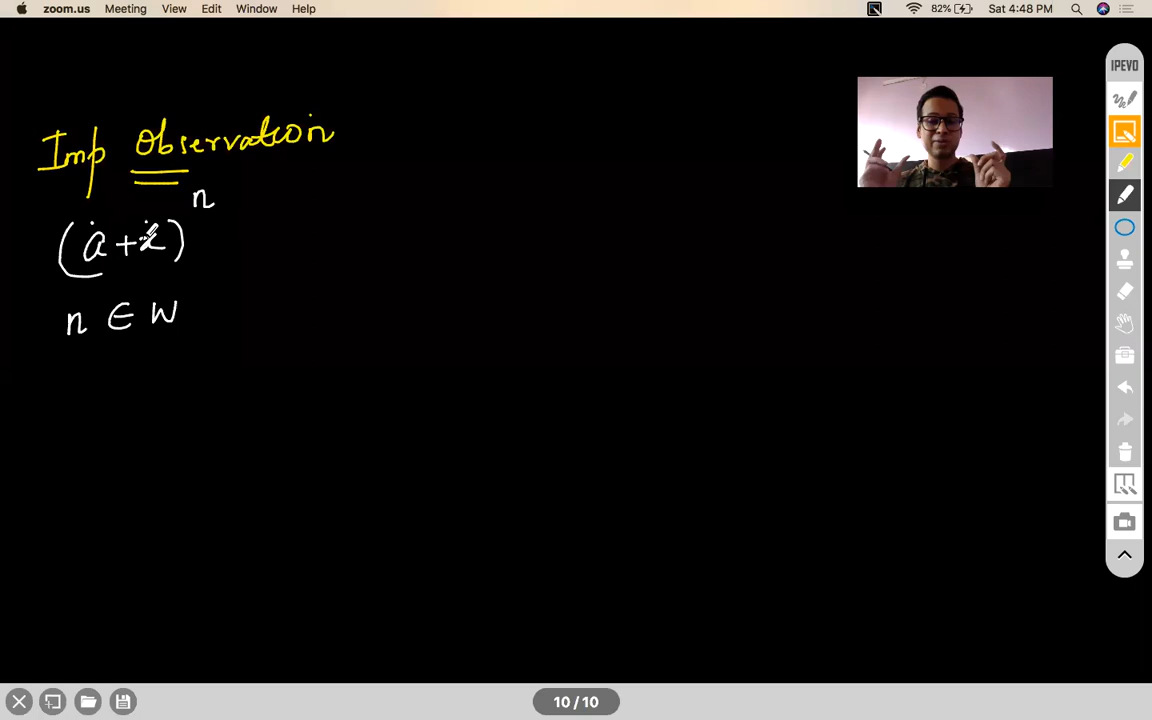 zoom.us Meeting View Edit Window Help 82% Sat 4:48 PM
IPEVO
Imp Observation
n
(a+x)
n ∈ W
10/10